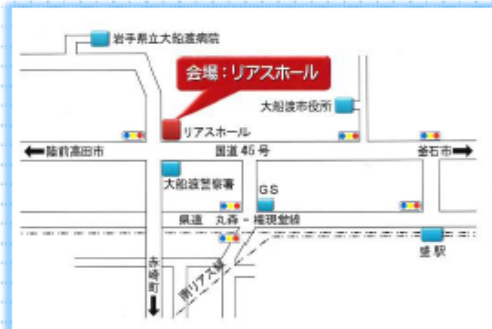 岩手県立大船渡病院
会場：リアスホール
大船渡市役所
リアスホール
陸前高田市
国道45号
釜石市
大船渡警察署
GS
県道 丸森-権現堂線
盛駅
赤崎町
南リアス線